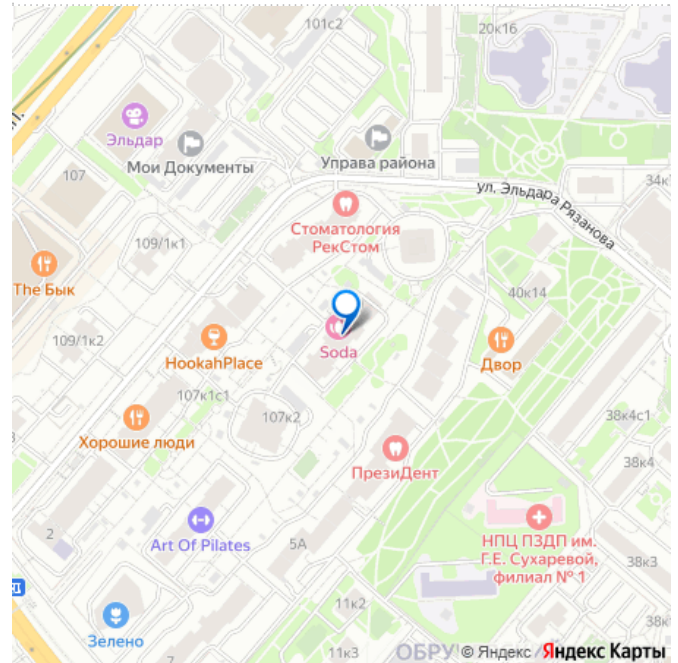 101с2
20к16
Эльдар
Мои Документы
Управа района
107
34к
ул. Эльдара Рязанова
Стоматология
РекСтом
109/1к1
The Бык
40к14
109/1к2
HookahPlace
Soda
Двор
107к1с1
107к2
38к4с1
Хорошие люди
ПрезиДент
38к4
2
Art Of Pilates
5А
НПЦ ПЗДП им.
Г.Е. Сухаревой,
филиал № 1
38к3
11к2
Зелено
7
11к3
ОБРУ
© Яндекс
Яндекс Карты